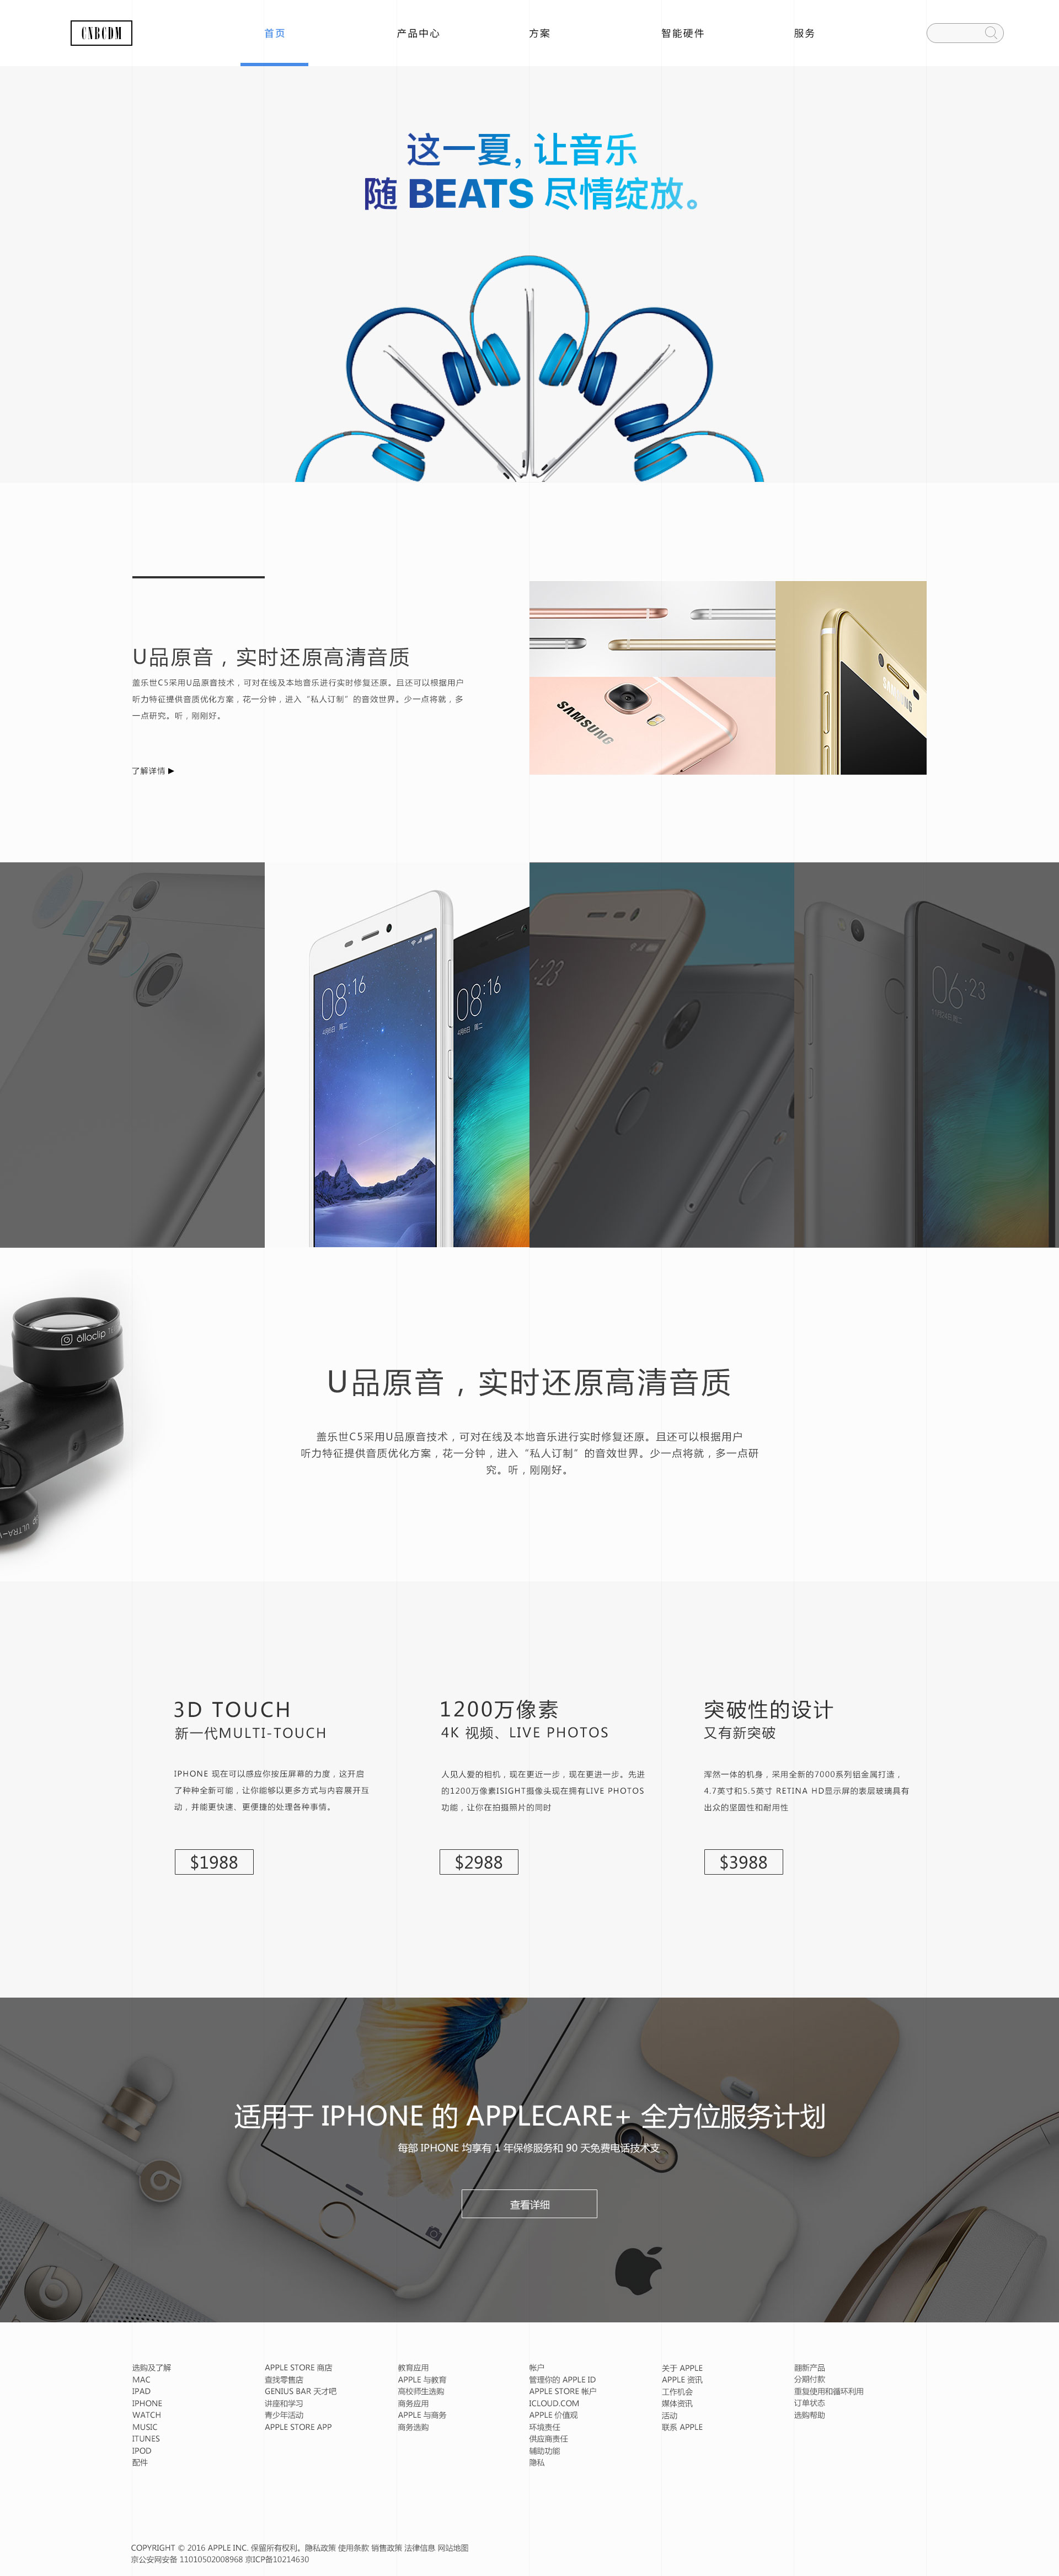 CNBCDM
首页 产品中心 方案 智能硬件 服务
这一夏, 让音乐
随 BEATS 尽情绽放。
U品原音，实时还原高清音质
盖乐世C5采用U品原音技术，可对在线及本地音乐进行实时修复还原。且还可以根据用户
听力特征提供音质优化方案，花一分钟，进入“私人订制”的音效世界。少一点将就，多
一点研究。听，刚刚好。
了解详情 ▶
SAMSUNG
SAMSUNG
08:16
4月5日 周二
08:16
4月5日 周二
:23
06:23
11月24日 周二
ōlloclip
ULTRA-
U品原音，实时还原高清音质
盖乐世C5采用U品原音技术，可对在线及本地音乐进行实时修复还原。且还可以根据用户
听力特征提供音质优化方案，花一分钟，进入“私人订制”的音效世界。少一点将就，多一点研
究。听，刚刚好。
3D TOUCH
新一代MULTI-TOUCH
IPHONE 现在可以感应你按压屏幕的力度，这开启
了种种全新可能，让你能够以更多方式与内容展开互
动，并能更快速、更便捷的处理各种事情。
$1988
1200万像素
4K 视频、LIVE PHOTOS
人见人爱的相机，现在更近一步，现在更进一步。先进
的1200万像素ISIGHT摄像头现在拥有LIVE PHOTOS
功能，让你在拍摄照片的同时
$2988
突破性的设计
又有新突破
浑然一体的机身，采用全新的7000系列铝金属打造，
4.7英寸和5.5英寸 RETINA HD显示屏的表层玻璃具有
出众的坚固性和耐用性
$3988
适用于 IPHONE 的 APPLECARE+ 全方位服务计划
每部 IPHONE 均享有 1 年保修服务和 90 天免费电话技术支
查看详细
选购及了解
MAC
IPAD
IPHONE
WATCH
MUSIC
ITUNES
IPOD
配件
APPLE STORE 商店
查找零售店
GENIUS BAR 天才吧
讲座和学习
青少年活动
APPLE STORE APP
教育应用
APPLE 与教育
高校师生选购
商务应用
APPLE 与商务
商务选购
帐户
管理你的 APPLE ID
APPLE STORE 帐户
ICLOUD.COM
APPLE 价值观
环境责任
供应商责任
辅助功能
隐私
关于 APPLE
APPLE 资讯
工作机会
媒体资讯
活动
联系 APPLE
翻新产品
分期付款
重复使用和循环利用
订单状态
选购帮助
COPYRIGHT © 2016 APPLE INC. 保留所有权利。隐私政策 使用条款 销售政策 法律信息 网站地图
京公安网安备 11010502008968 京ICP备10214630